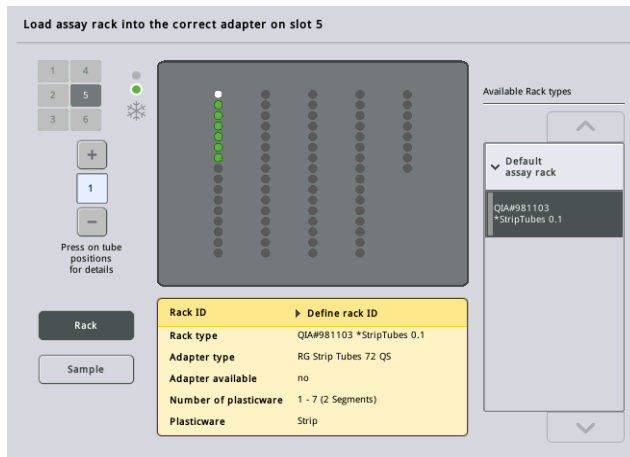 Load assay rack into the correct adapter on slot 5
1 4
2 5
3 6
+
1
−
Press on tube
positions
for details
Rack
Sample
Available Rack types
Default
assay rack
QIA#981103
*StripTubes 0.1
Rack ID Define rack ID
Rack type QIA#981103 *StripTubes 0.1
Adapter type RG Strip Tubes 72 QS
Adapter available no
Number of plasticware 1 - 7 (2 Segments)
Plasticware Strip